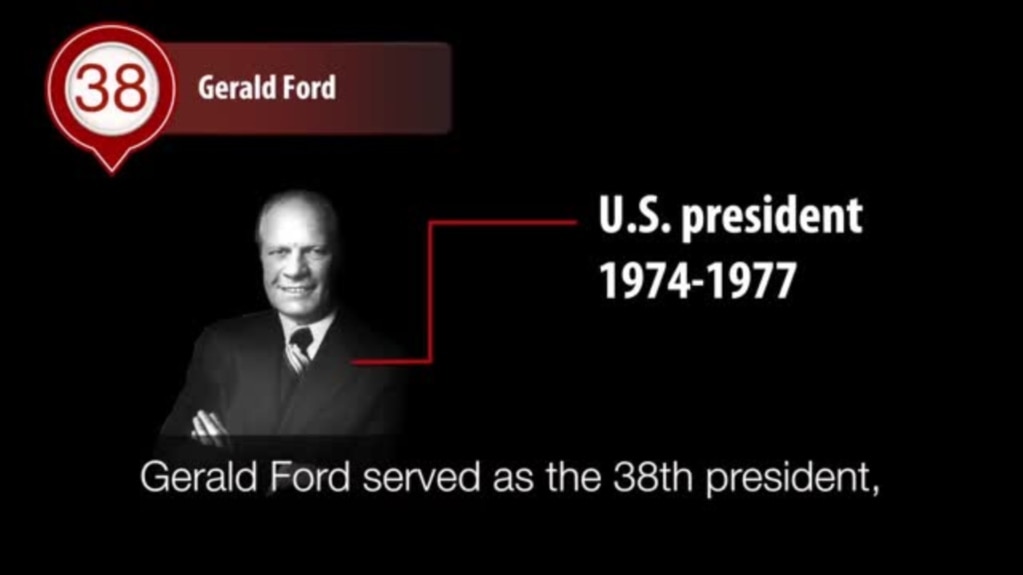 38
Gerald Ford
U.S. president
1974-1977
Gerald Ford served as the 38th president,